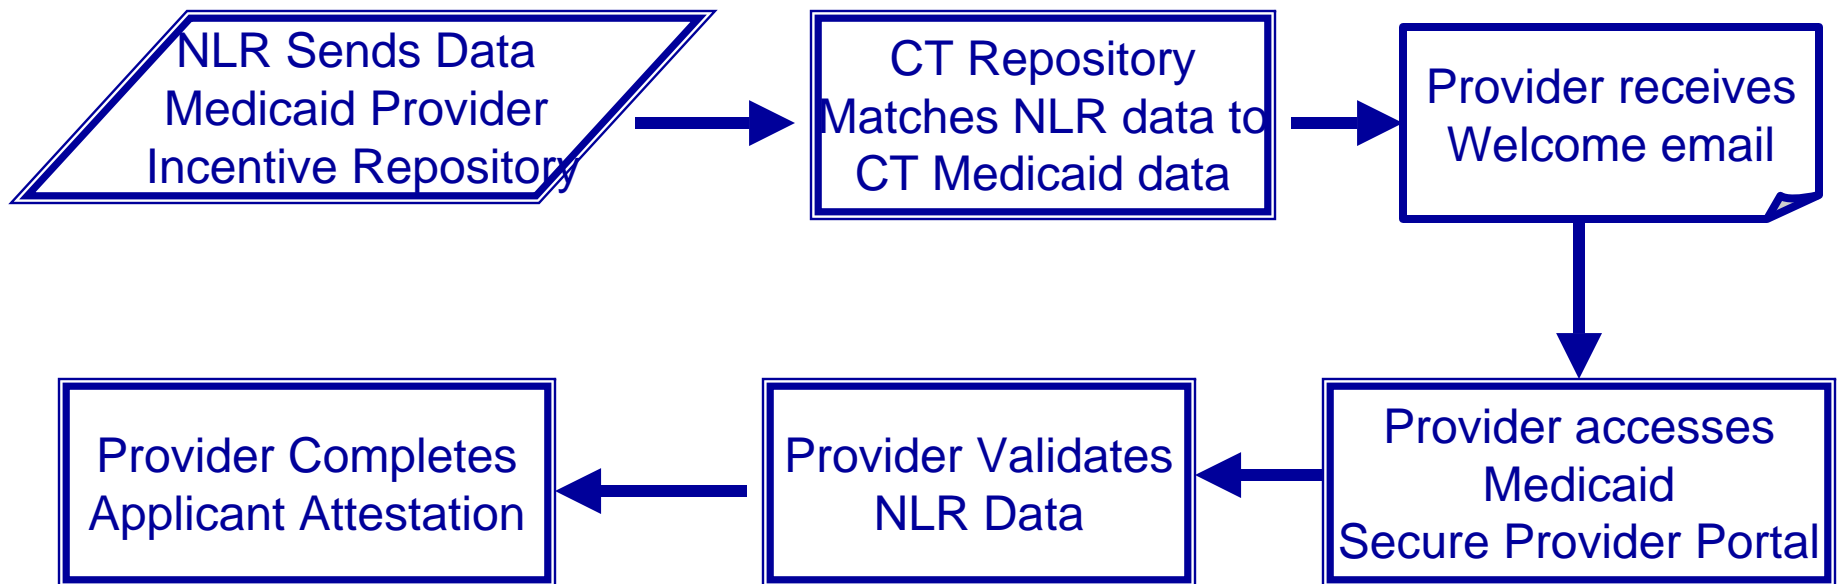 NLR Sends Data
Medicaid Provider
Incentive Repository
CT Repository
Matches NLR data to
CT Medicaid data
Provider receives
Welcome email
Provider accesses
Medicaid
Secure Provider Portal
Provider Validates
NLR Data
Provider Completes
Applicant Attestation